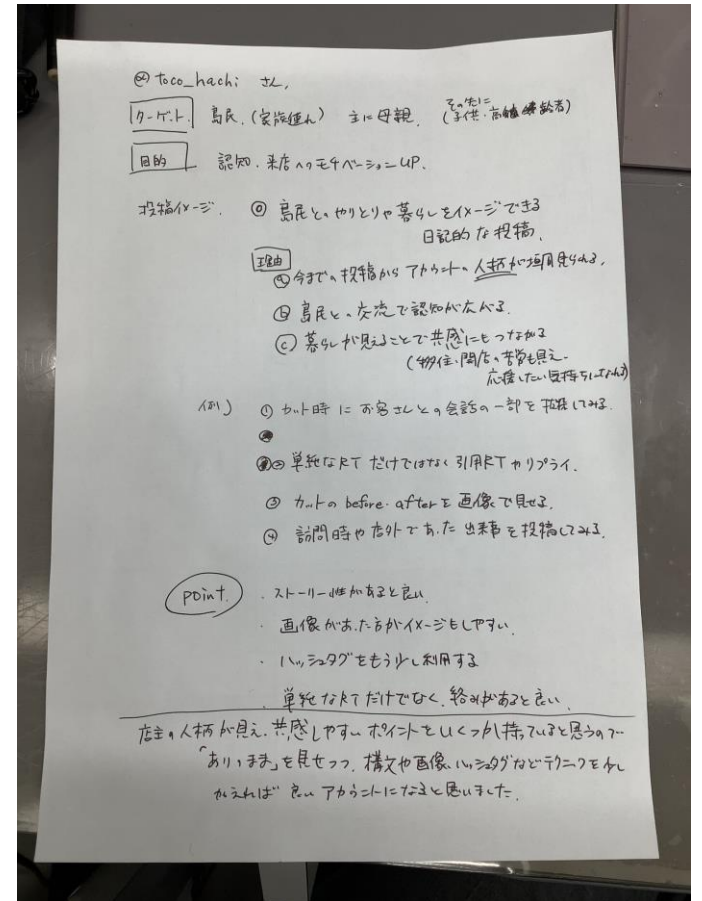 @toco_hachi さん,
ターゲット 島民.(家族連れ) 主に母親. その先に(子供・高齢者)
目的 認知.来店へのモチベーションUP.
投稿イメージ. ◎ 島民とのやりとりや暮らしをイメージできる
日記的な投稿.
理由
ⓐ 今までの投稿からアカウントの人柄が垣間見られる.
ⓑ 島民との交流で認知が広がる.
ⓒ 暮らしが見えることで共感にもつながる
(移住・開店の苦労も見え.
応援したい気持ちになれる)
例) ① カット時にお客さんとの会話の一部を投稿してみる.
② 単純なRTだけではなく引用RTやリプライ.
③ カットのbefore・afterを画像で見せる.
④ 訪問時や店外であった出来事を投稿してみる.
point. ・ストーリー性があると良い
・画像があった方がイメージもしやすい.
・ハッシュタグをもう少し利用する
・単純なRTだけでなく、絡みがあると良い.
店主の人柄が見え、共感しやすいポイントをいくつか持っていると思うので
「ありのまま」を見せつつ、構文や画像、ハッシュタグなどテクニックを少し
加えれば良いアカウントになると思いました.